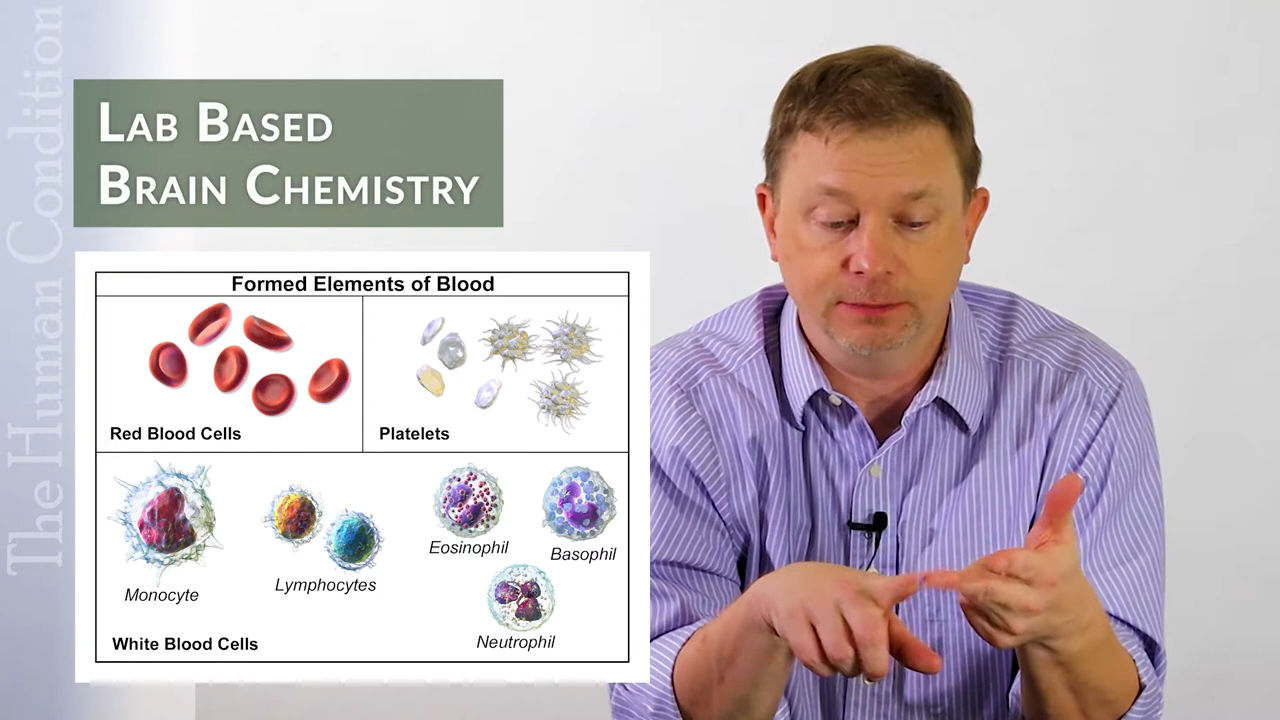 The Human Condition
LAB BASED
BRAIN CHEMISTRY
Formed Elements of Blood
Red Blood Cells
Platelets
Monocyte
Lymphocytes
Eosinophil
Basophil
Neutrophil
White Blood Cells